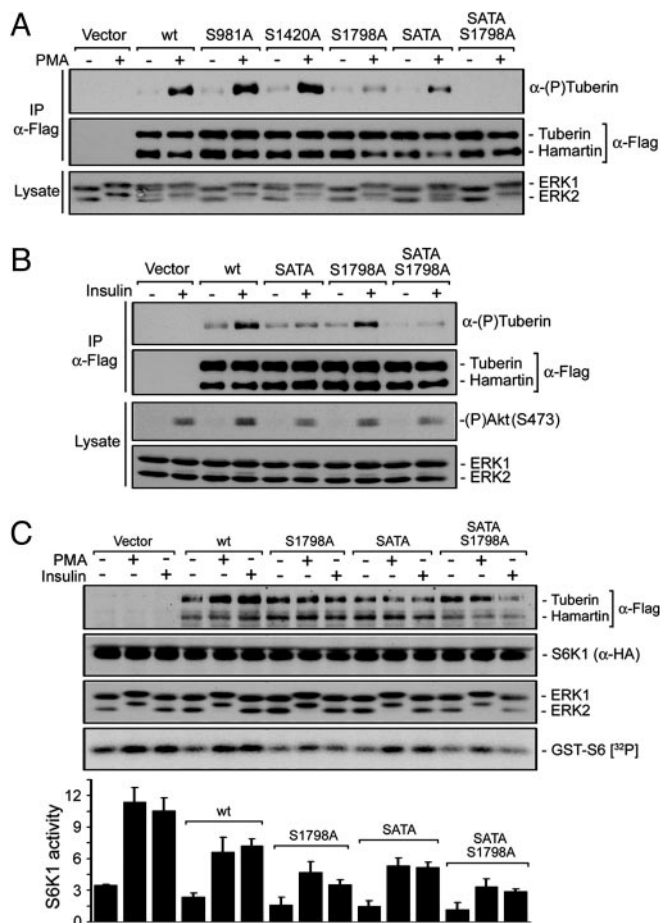 A
Vector wt S981A S1420A S1798A SATA SATA S1798A
PMA - + - + - + - + - + - + - +
IP α-Flag
α-(P)Tuberin
- Tuberin
- Hamartin
α-Flag
Lysate
- ERK1
- ERK2
B
Vector wt SATA S1798A SATA S1798A
Insulin - + - + - + - + - +
IP α-Flag
α-(P)Tuberin
- Tuberin
- Hamartin
α-Flag
Lysate
-(P)Akt(S473)
- ERK1
- ERK2
C
Vector wt S1798A SATA SATA S1798A
PMA - + - - + - - + - - + - - + -
Insulin - - + - - + - - + - - + - - +
- Tuberin
- Hamartin
α-Flag
- S6K1 (α-HA)
- ERK1
- ERK2
- GST-S6 [³²P]
S6K1 activity
12
9
6
3
0
wt
S1798A
SATA
SATA
S1798A